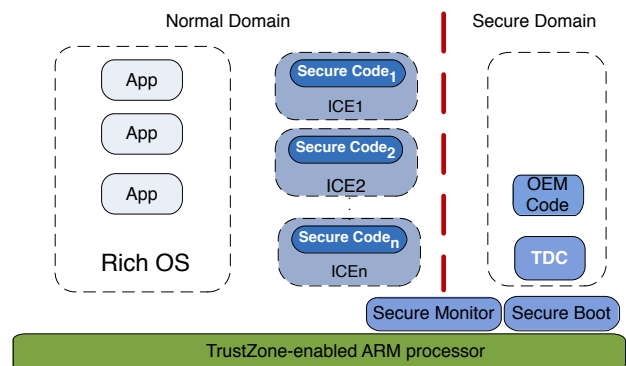 Normal Domain
Secure Domain
App
App
App
Rich OS
Secure Code1
ICE1
Secure Code2
ICE2
Secure Coden
ICEn
OEM
Code
TDC
Secure Monitor
Secure Boot
TrustZone-enabled ARM processor